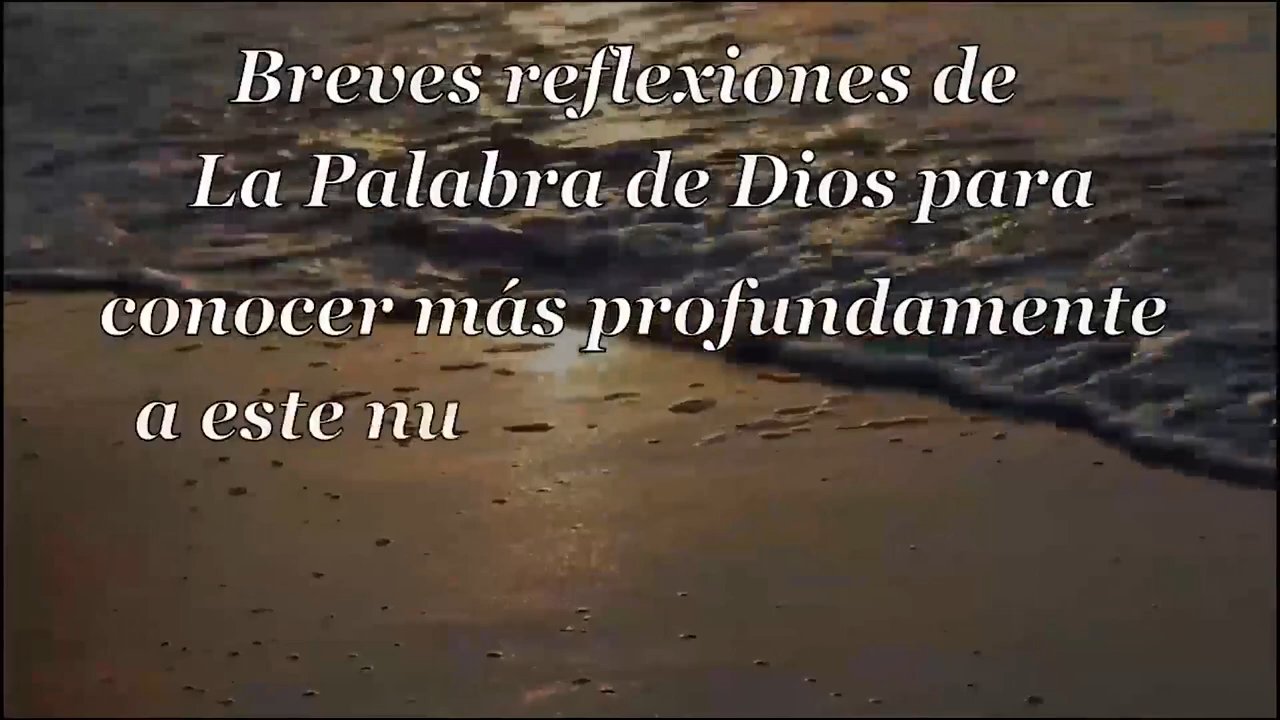 Breves reflexiones de
La Palabra de Dios para
conocer más profundamente
a este nu